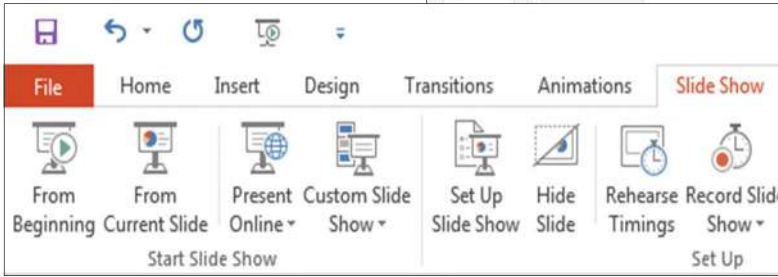 File Home Insert Design Transitions Animations Slide Show
From From Present Custom Slide Set Up Hide Rehearse Record Slid
Beginning Current Slide Online Show Slide Show Slide Timings Show
Start Slide Show Set Up